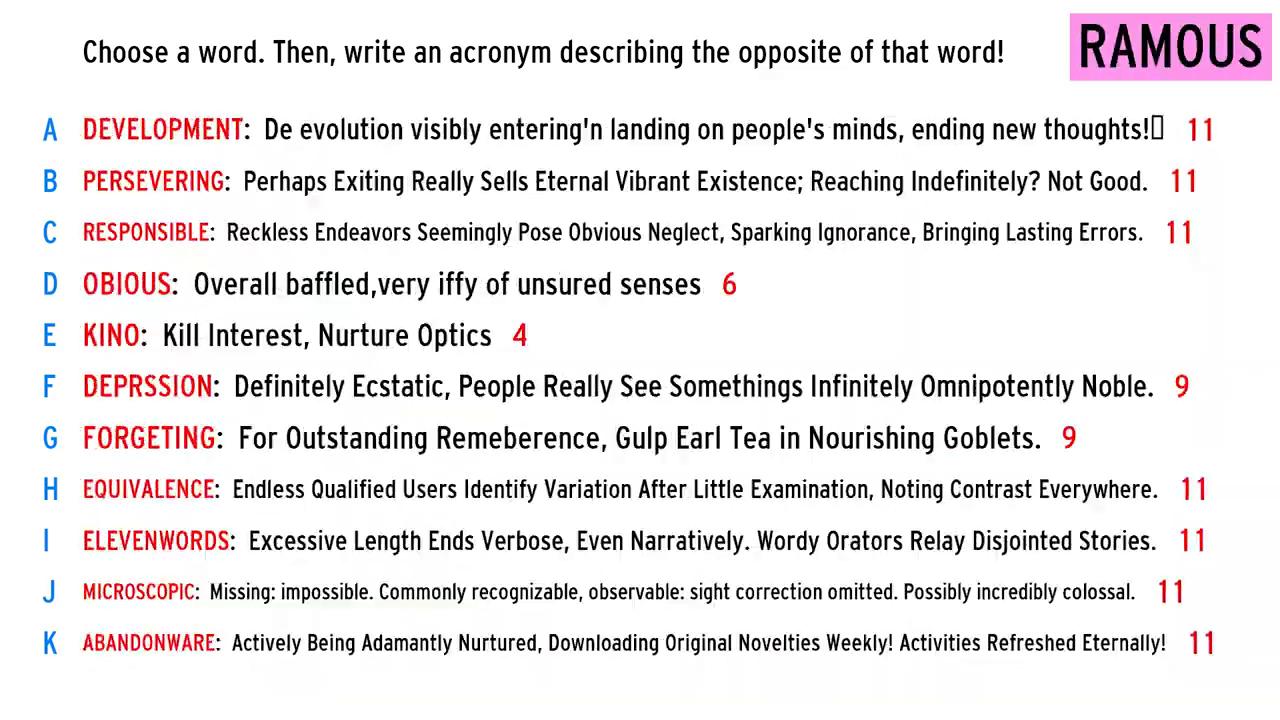 Choose a word. Then, write an acronym describing the opposite of that word!
RAMOUS
A DEVELOPMENT: De evolution visibly entering'n landing on people's minds, ending new thoughts!▯ 11
B PERSEVERING: Perhaps Exiting Really Sells Eternal Vibrant Existence; Reaching Indefinitely? Not Good. 11
C RESPONSIBLE: Reckless Endeavors Seemingly Pose Obvious Neglect, Sparking Ignorance, Bringing Lasting Errors. 11
D OBIOUS: Overall baffled,very iffy of unsured senses 6
E KINO: Kill Interest, Nurture Optics 4
F DEPRSSION: Definitely Ecstatic, People Really See Somethings Infinitely Omnipotently Noble. 9
G FORGETING: For Outstanding Remeberence, Gulp Earl Tea in Nourishing Goblets. 9
H EQUIVALENCE: Endless Qualified Users Identify Variation After Little Examination, Noting Contrast Everywhere. 11
I ELEVENWORDS: Excessive Length Ends Verbose, Even Narratively. Wordy Orators Relay Disjointed Stories. 11
J MICROSCOPIC: Missing: impossible. Commonly recognizable, observable: sight correction omitted. Possibly incredibly colossal. 11
K ABANDONWARE: Actively Being Adamantly Nurtured, Downloading Original Novelties Weekly! Activities Refreshed Eternally! 11